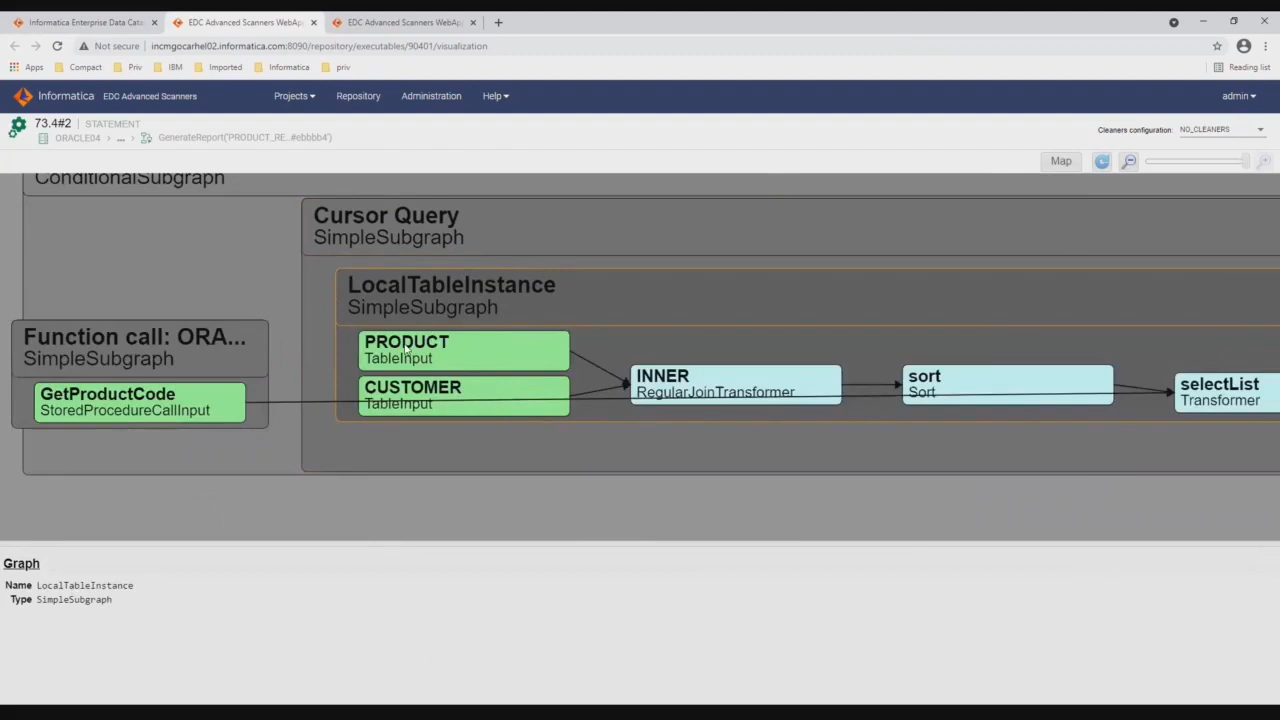 Informatica Enterprise Data Cata
EDC Advanced Scanners WebApp
EDC Advanced Scanners WebApp
Not secure
incmgocarhel02.informatica.com:8090/repository/executables/90401/visualization
Apps
Compact
Priv
IBM
Imported
Informatica
priv
Reading list
Informatica
EDC Advanced Scanners
Projects
Repository
Administration
Help
admin
73.4#2
STATEMENT
ORACLE04 > ... > GenerateReport('PRODUCT_RE..#ebbbb4)
Cleaners configuration:
NO_CLEANERS
Map
ConditionalSubgraph
Cursor Query
SimpleSubgraph
LocalTableInstance
SimpleSubgraph
Function call: ORA...
SimpleSubgraph
GetProductCode
StoredProcedureCallInput
PRODUCT
TableInput
CUSTOMER
TableInput
INNER
RegularJoinTransformer
sort
Sort
selectList
Transformer
Graph
Name LocalTableInstance
Type SimpleSubgraph